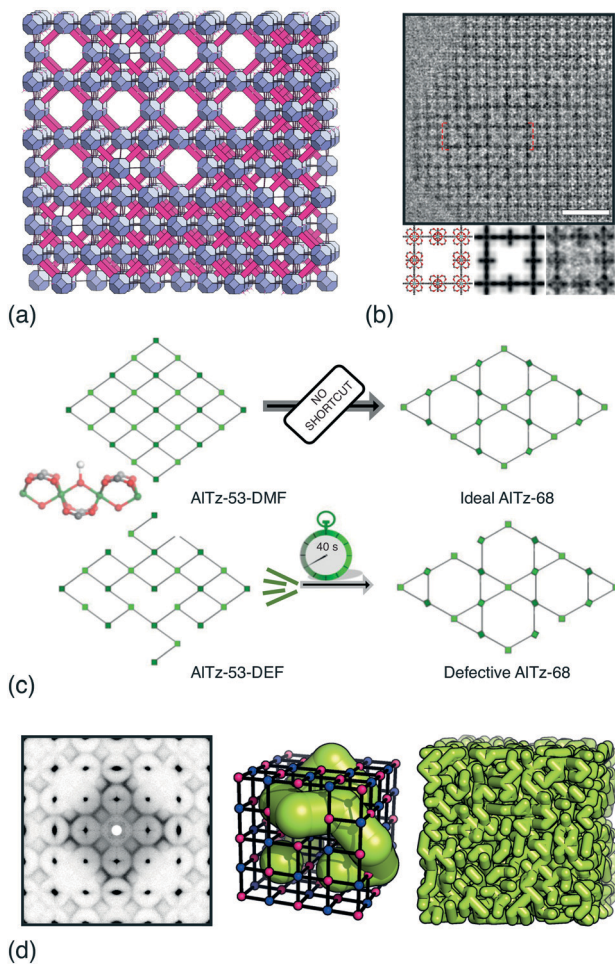 (a)
(b)
NO
SHORTCUT
AlTz-53-DMF
Ideal AlTz-68
40 s
AlTz-53-DEF
Defective AlTz-68
(c)
(d)